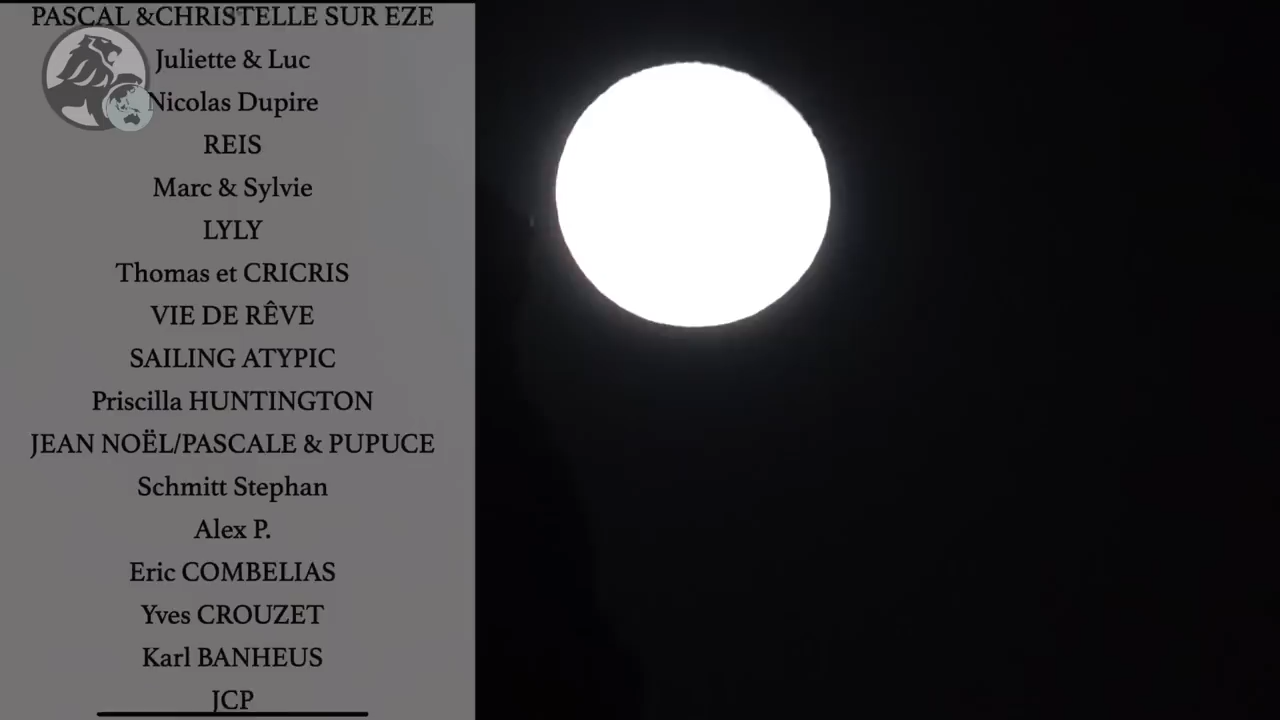 PASCAL &CHRISTELLE SUR EZE
Juliette & Luc
Nicolas Dupire
REIS
Marc & Sylvie
LYLY
Thomas et CRICRIS
VIE DE RÊVE
SAILING ATYPIC
Priscilla HUNTINGTON
JEAN NOËL/PASCALE & PUPUCE
Schmitt Stephan
Alex P.
Eric COMBELIAS
Yves CROUZET
Karl BANHEUS
JCP